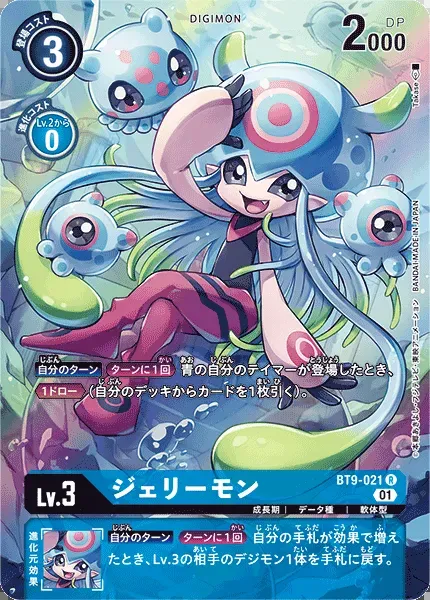 DIGIMON
登場コスト
3
DP
2000
進化コスト
Lv.2から
0
Takase
BANDAI・MADE IN JAPAN
自分のターン ターンに1回 青の自分のテイマーが登場したとき、
1ドロー (自分のデッキからカードを1枚引く)。
BT9-021 R
01
Lv.3
ジェリーモン
成長期 データ種 軟体型
進化元効果
自分のターン ターンに1回 自分の手札が効果で増え
たとき、Lv.3の相手のデジモン1体を手札に戻す。